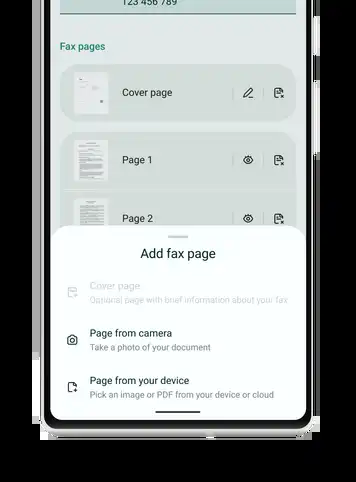 123 456 789
Fax pages
Cover page
Page 1
Page 2
Add fax page
Cover page
Optional page with brief information about your fax
Page from camera
Take a photo of your document
Page from your device
Pick an image or PDF from your device or cloud